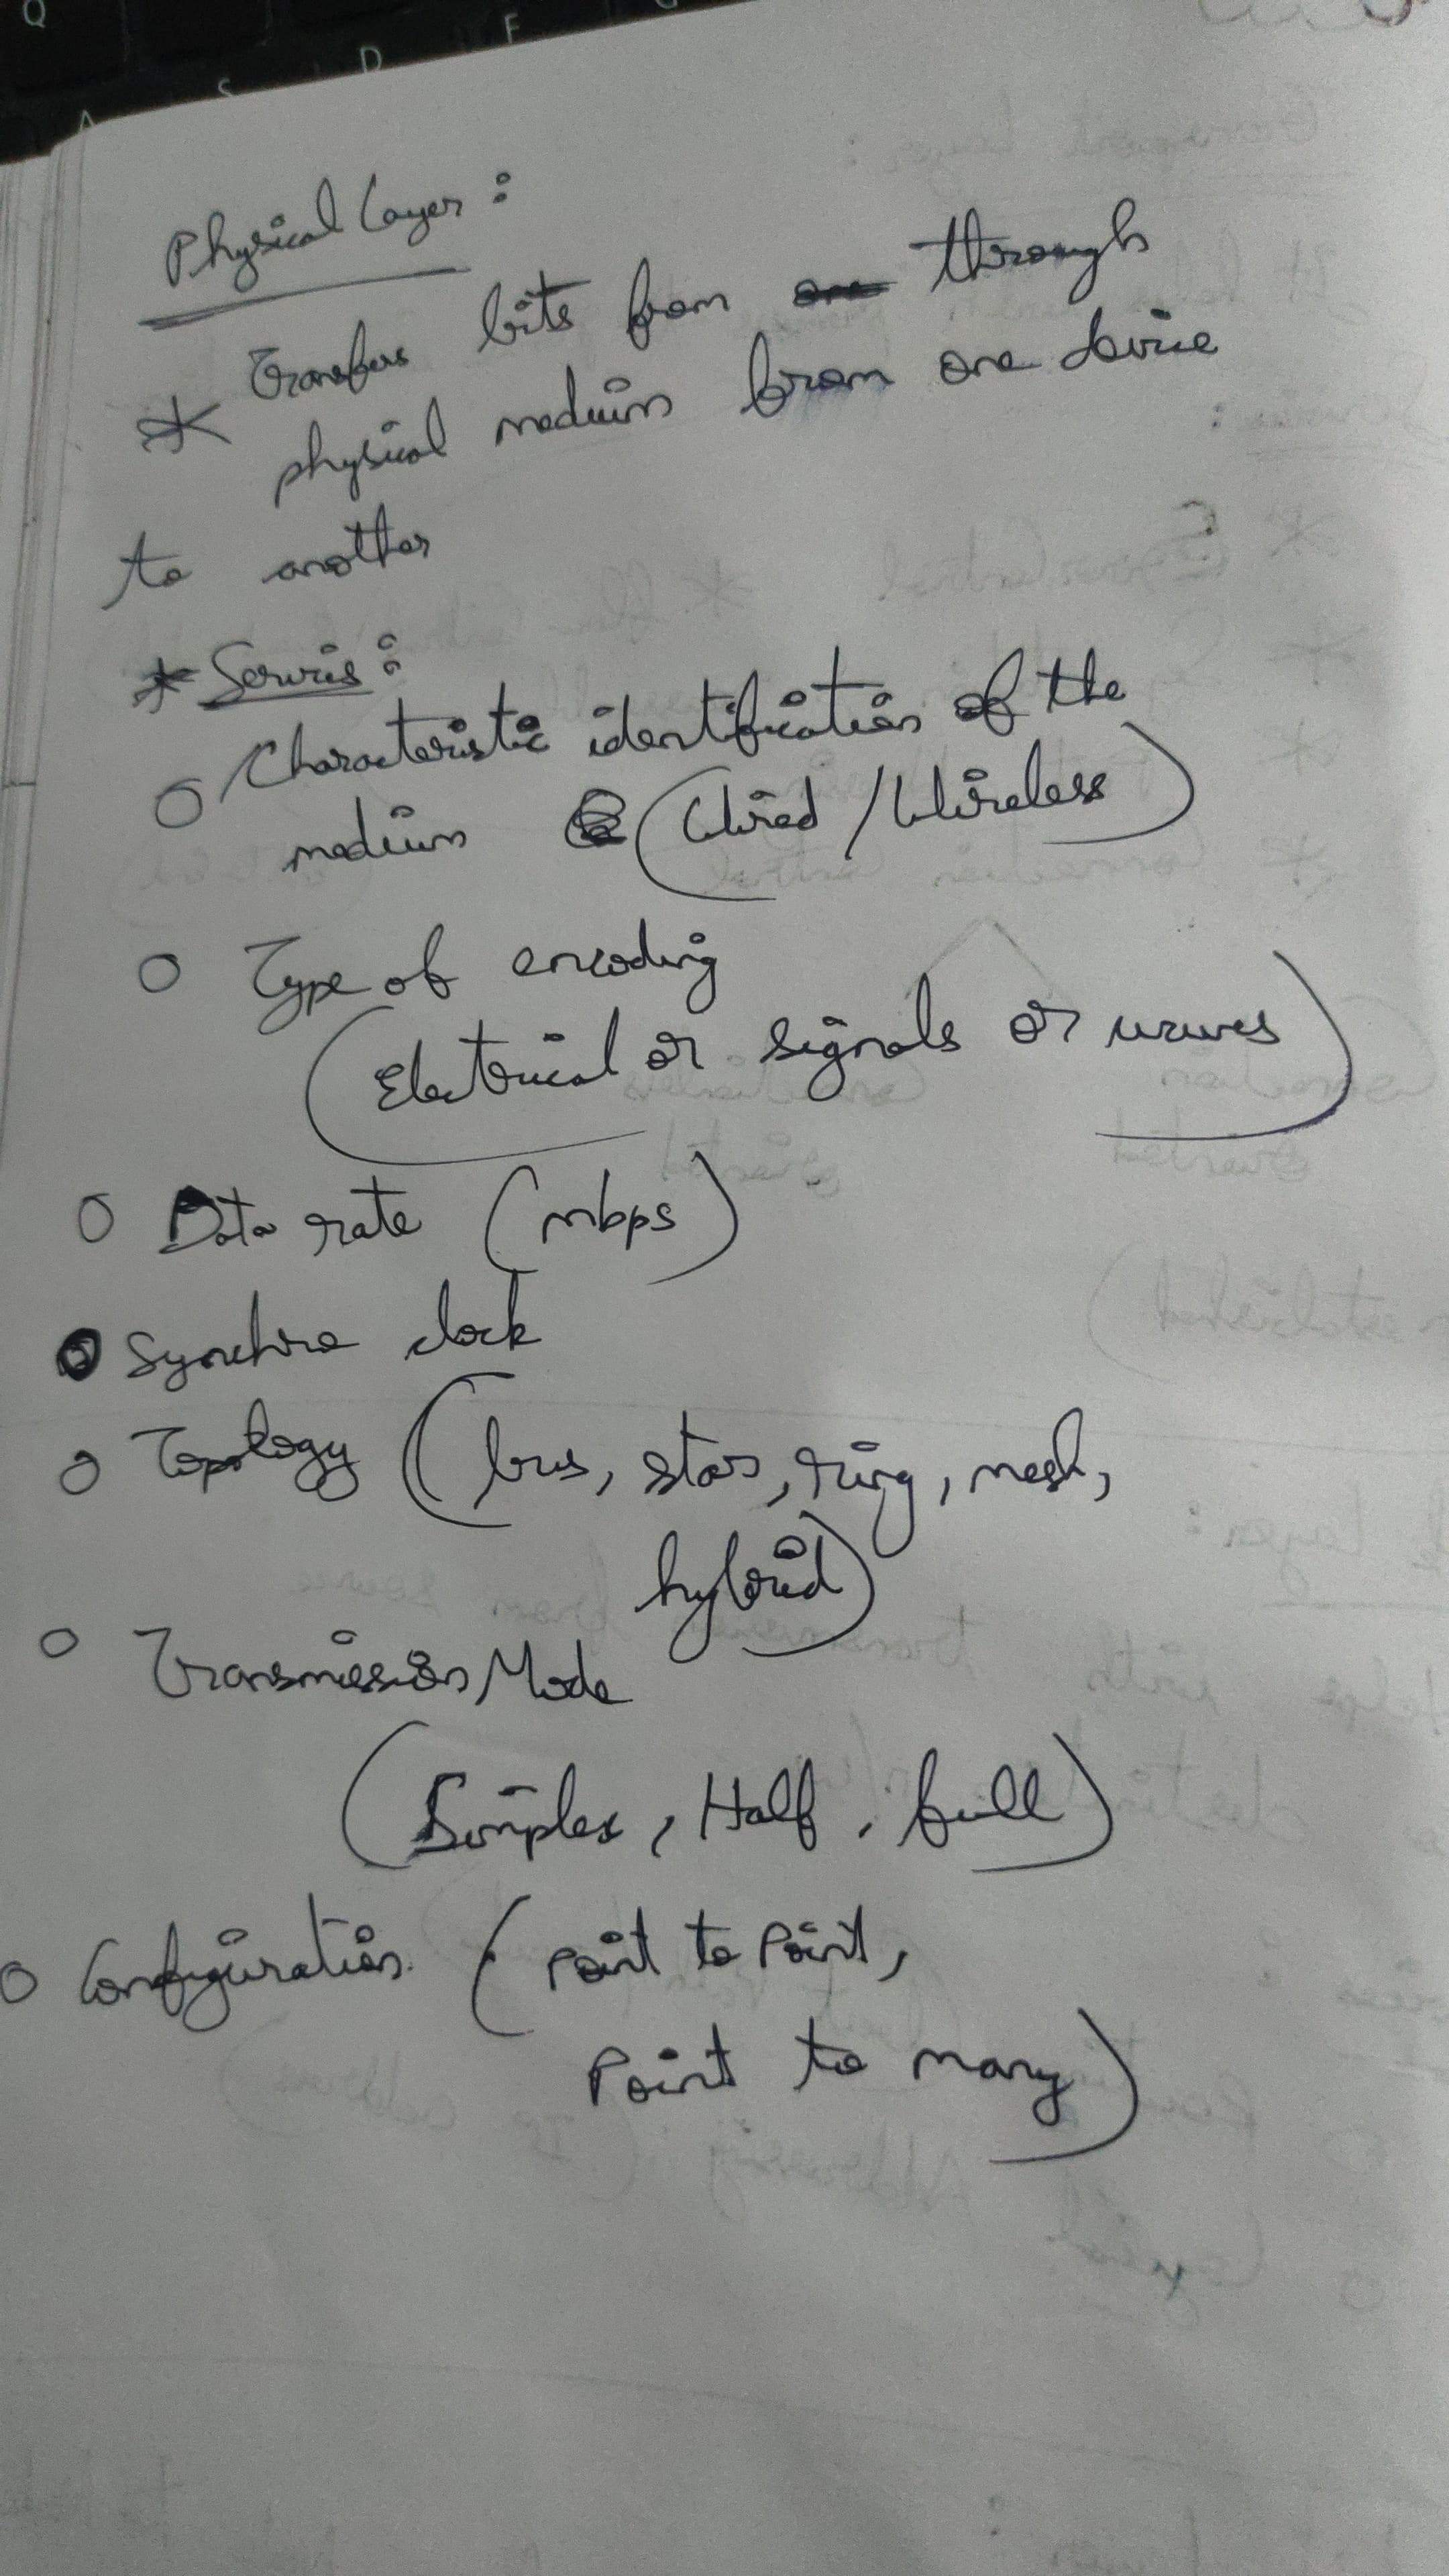 Q
F
D
S
A
Physical Layer :
* Transfers bits from through
physical medium from one device
to another
* Servies :
o Characteristic identification of the
medium (Wired / Wireless)
o Type of encoding
(Electrical or signals or waves)
o Data rate (mbps)
o Synchro clock
o Topology (bus, star, ring, mesh,
hybrid)
o Transmission Mode
(Simplex, Half, full)
o Configuration (Point to Point,
Point to many)